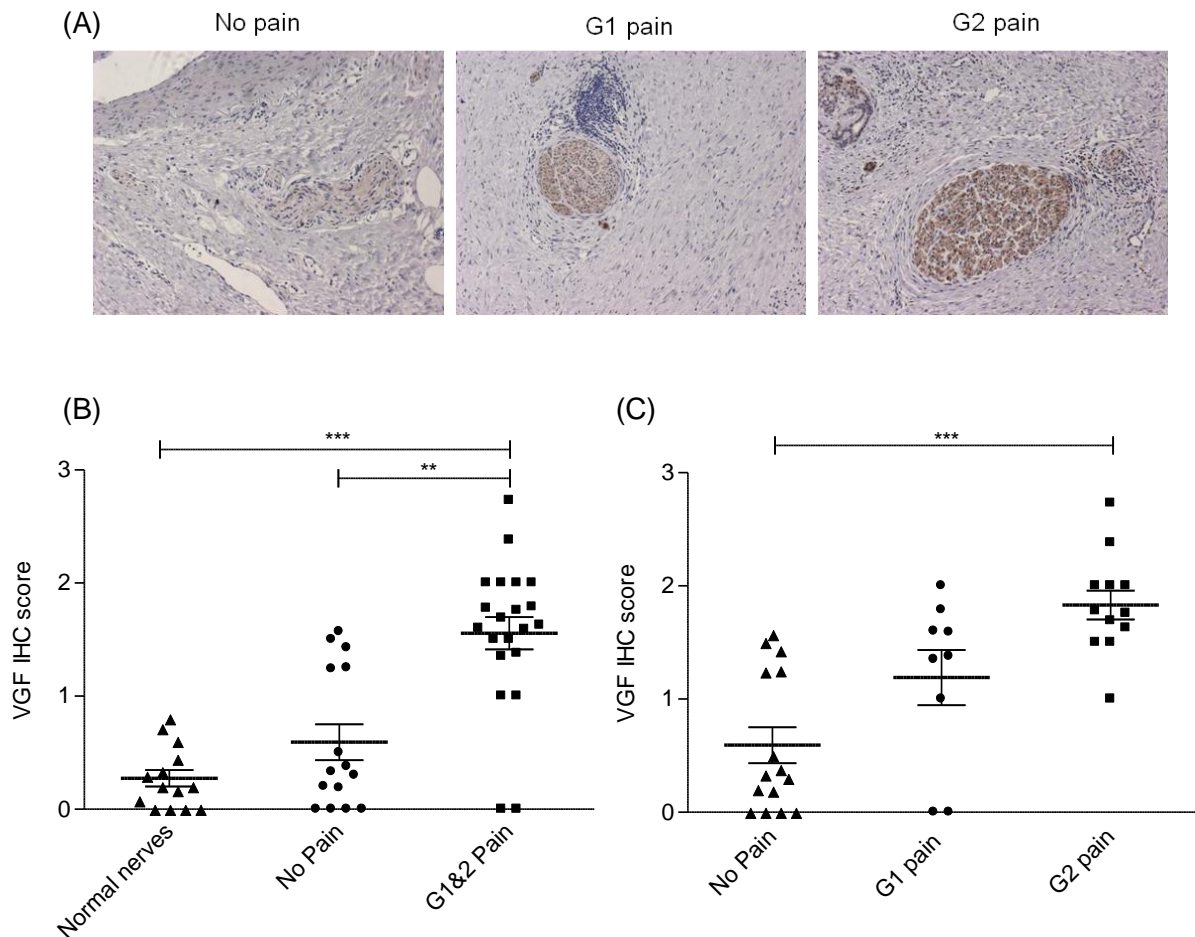 (A)
No pain
G1 pain
G2 pain
(B)
***
**
3
2
1
0
VGF IHC score
Normal nerves
No Pain
G1&2 Pain
(C)
***
3
2
1
0
VGF IHC score
No Pain
G1 pain
G2 pain